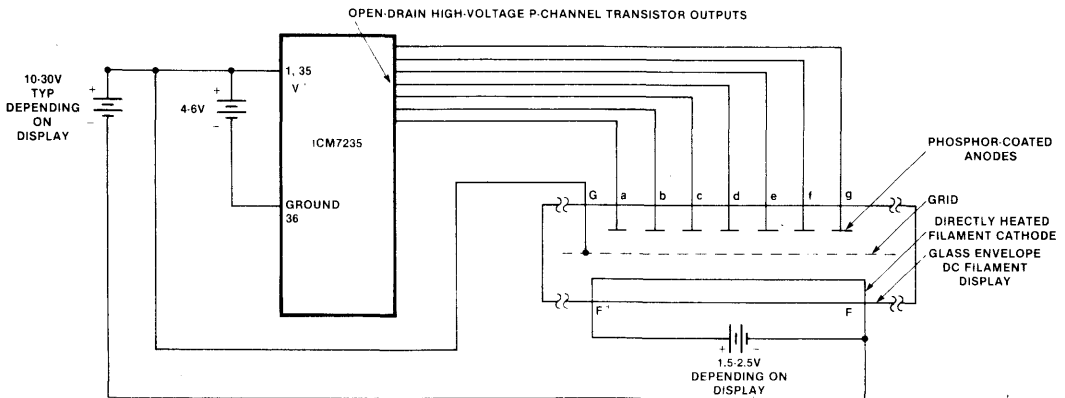 OPEN-DRAIN HIGH-VOLTAGE P-CHANNEL TRANSISTOR OUTPUTS
10-30V
TYP
DEPENDING
ON
DISPLAY
+
−
4-6V
+
−
1, 35
V
ICM7235
GROUND
36
G a b c d e f g
PHOSPHOR-COATED
ANODES
GRID
DIRECTLY HEATED
FILAMENT CATHODE
GLASS ENVELOPE
DC FILAMENT
DISPLAY
F F
+ −
1.5-2.5V
DEPENDING ON
DISPLAY